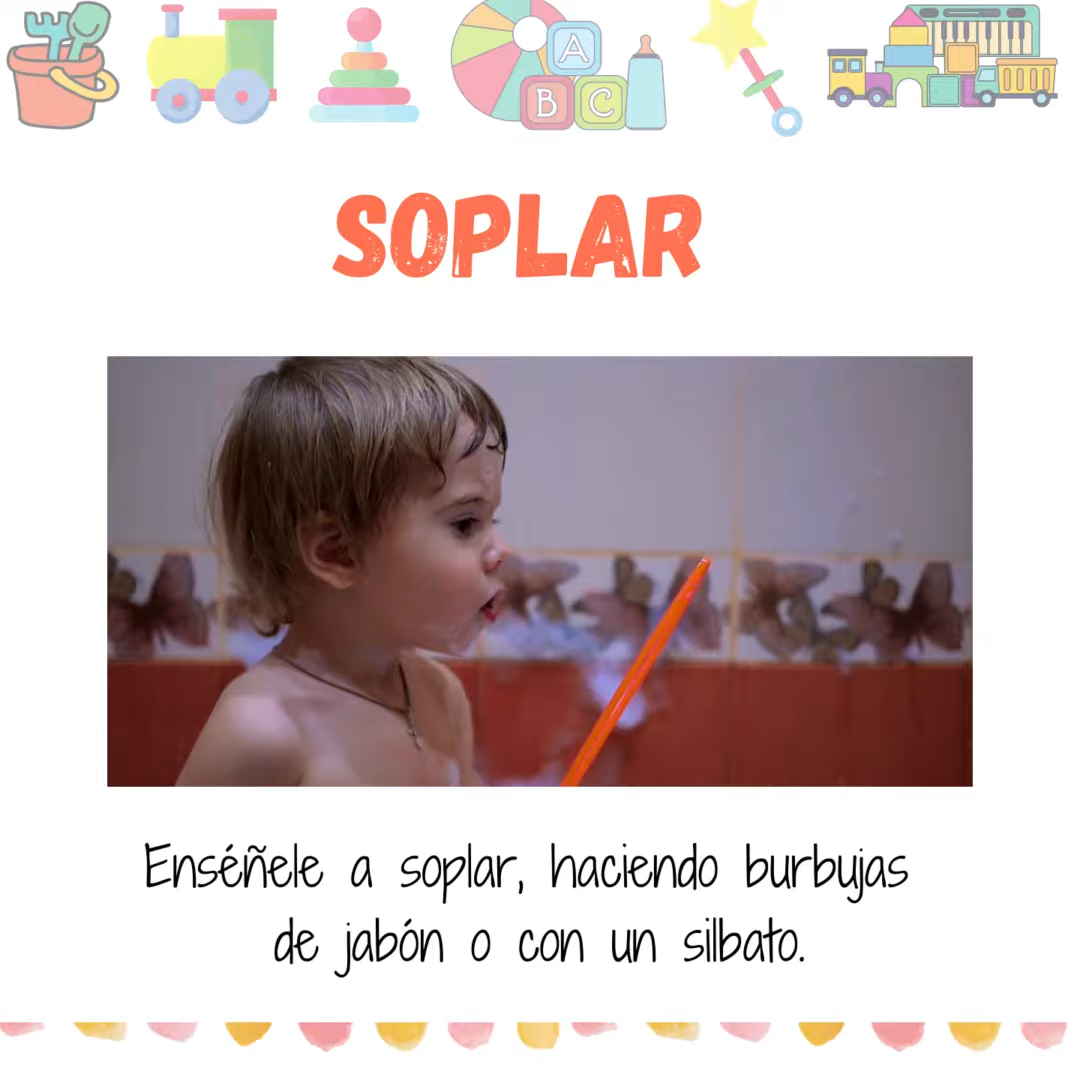 A
B C
SOPLAR
Enséñele a soplar, haciendo burbujas
de jabón o con un silbato.